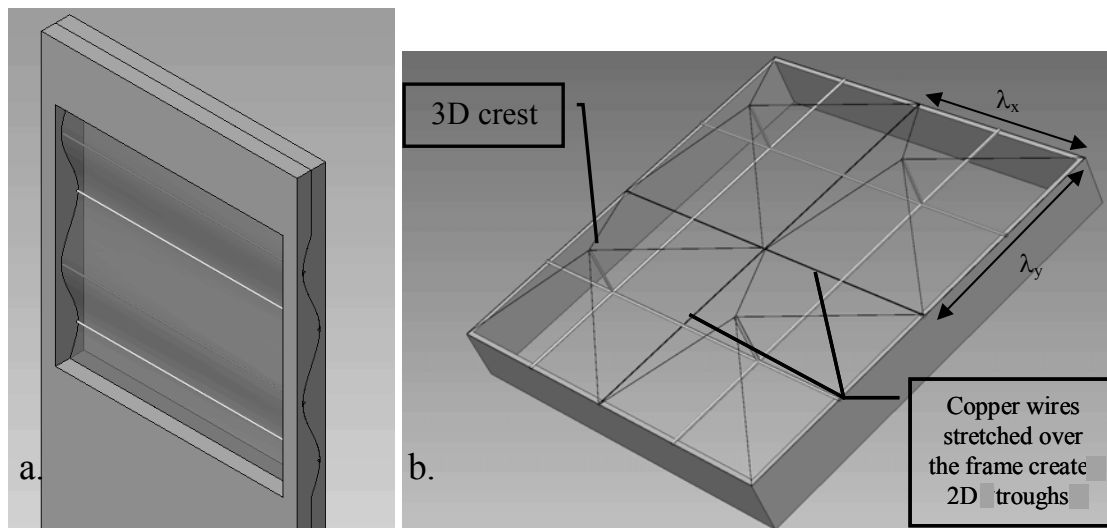 3D crest
λx
λy
a.
b.
Copper wires
stretched over
the frame create
2D troughs